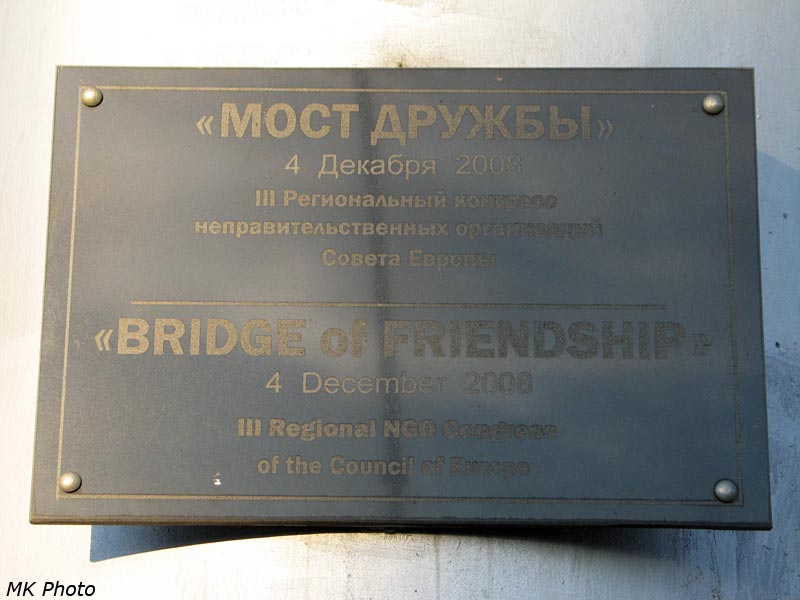 «МОСТ ДРУЖБЫ»
4 Декабря 2008
III Региональный конгресс
неправительственных организаций
Совета Европы
«BRIDGE of FRIENDSHIP»
4 December 2008
III Regional NGO Congress
of the Council of Europe
MK Photo